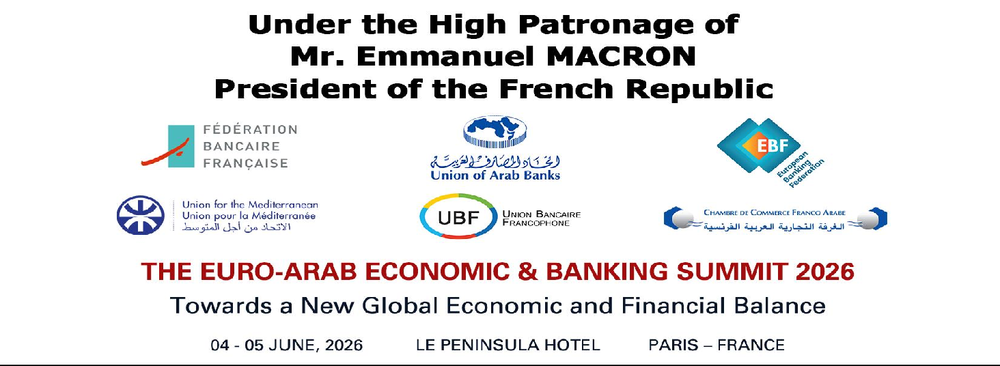 Under the High Patronage of
Mr. Emmanuel MACRON
President of the French Republic
FÉDÉRATION
BANCAIRE
FRANÇAISE
اتحاد المصارف العربية
Union of Arab Banks
EBF
European
Banking
Federation
Union for the Mediterranean
Union pour la Méditerranée
الاتحاد من أجل المتوسط
UBF
UNION BANCAIRE
FRANCOPHONE
CHAMBRE DE COMMERCE FRANCO ARABE
الغرفة التجارية العربية الفرنسية
THE EURO-ARAB ECONOMIC & BANKING SUMMIT 2026
Towards a New Global Economic and Financial Balance
04 - 05 JUNE, 2026 LE PENINSULA HOTEL PARIS – FRANCE